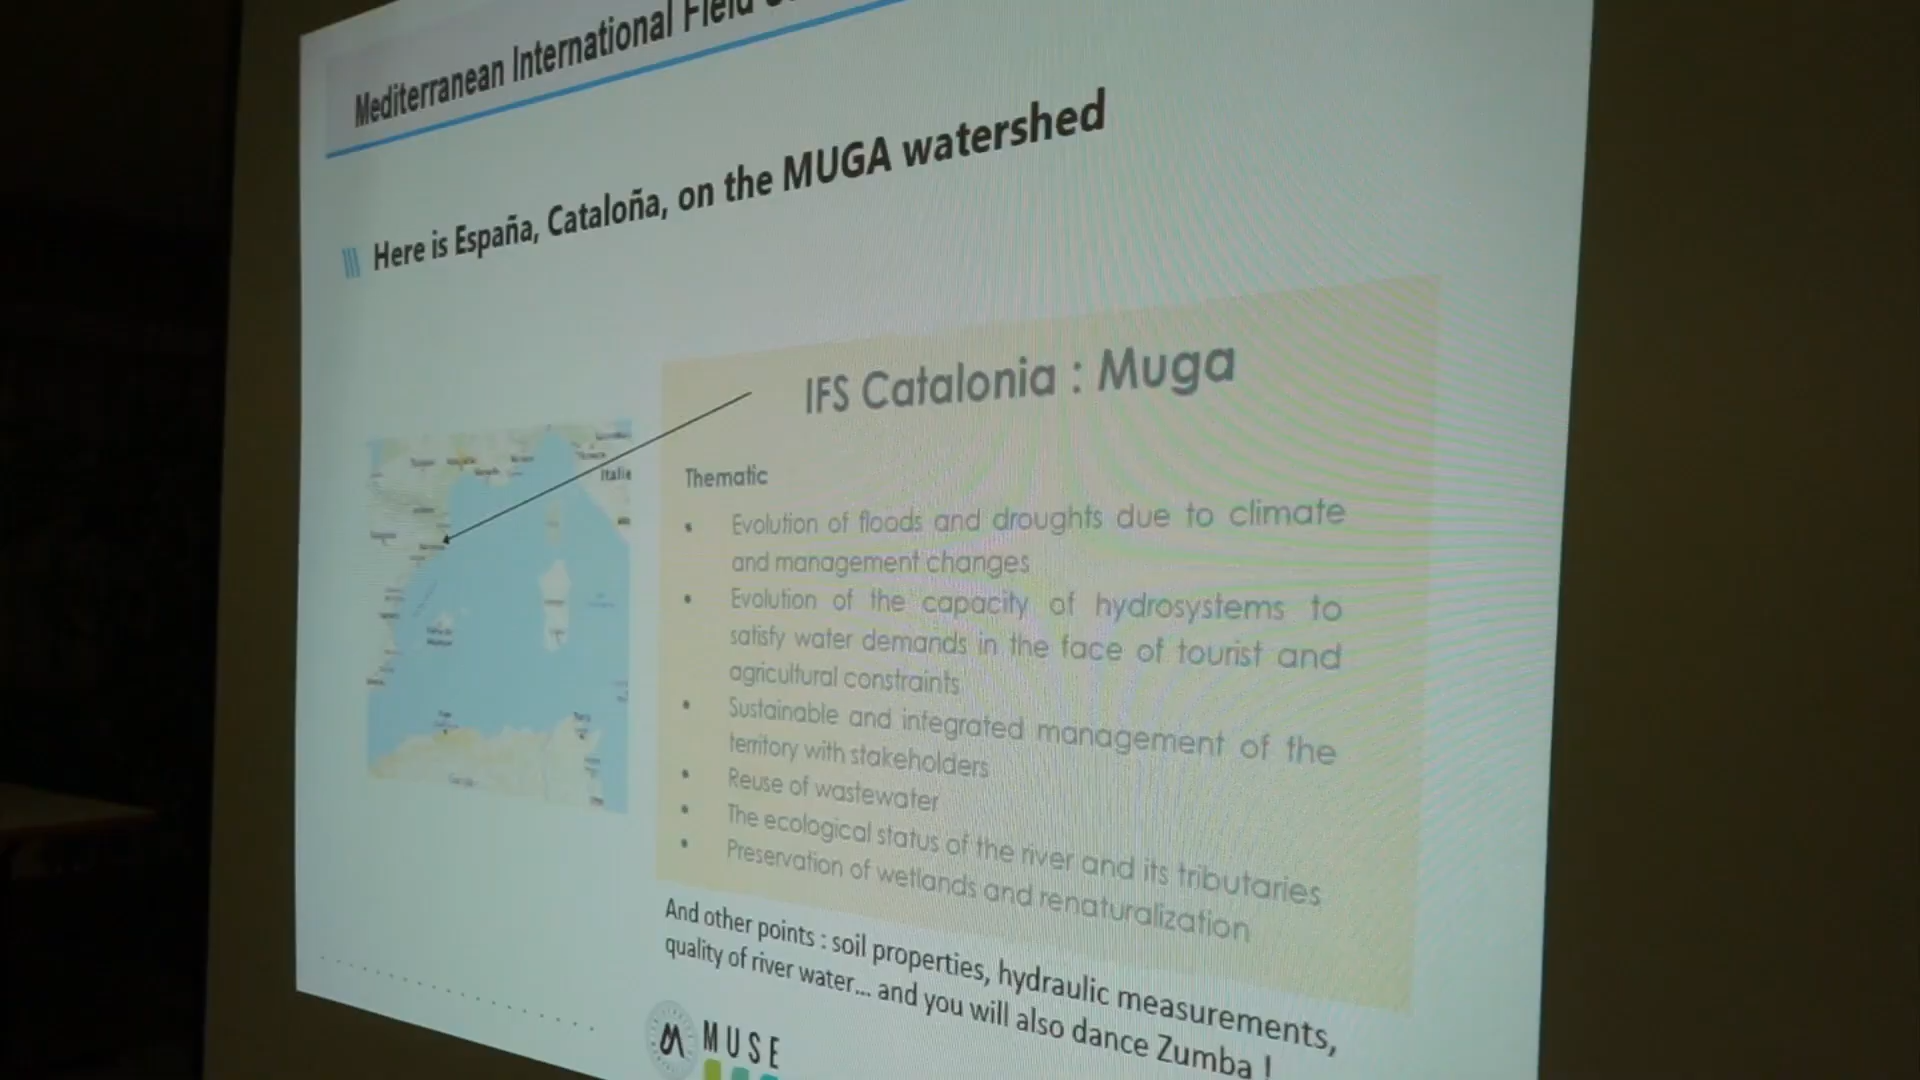 Mediterranean International Field
Here is España, Cataloña, on the MUGA watershed
IFS Catalonia : Muga
Italie
Thematic
• Evolution of floods and droughts due to climate
and management changes
• Evolution of the capacity of hydrosystems to
satisfy water demands in the face of tourist and
agricultural constraints
• Sustainable and integrated management of the
territory with stakeholders
• Reuse of wastewater
• The ecological status of the river and its tributaries
• Preservation of wetlands and renaturalization
And other points : soil properties, hydraulic measurements,
quality of river water... and you will also dance Zumba !
MUSE